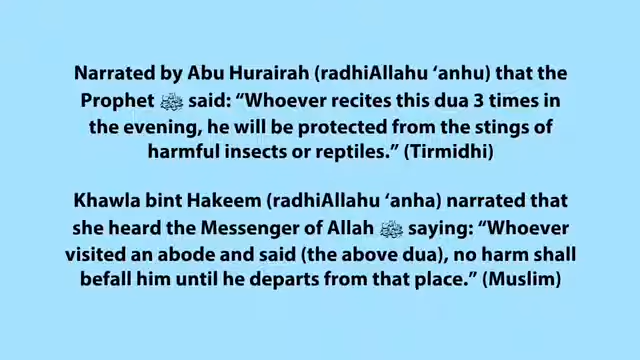 Narrated by Abu Hurairah (radhiAllahu ‘anhu) that the
Prophet ﷺ said: “Whoever recites this dua 3 times in
the evening, he will be protected from the stings of
harmful insects or reptiles.” (Tirmidhi)
Khawla bint Hakeem (radhiAllahu ‘anha) narrated that
she heard the Messenger of Allah ﷺ saying: “Whoever
visited an abode and said (the above dua), no harm shall
befall him until he departs from that place.” (Muslim)